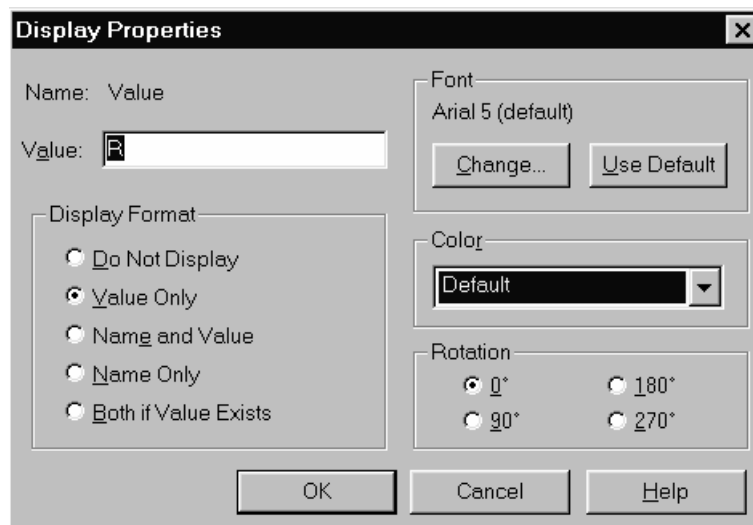 Display Properties
Name: Value
Value: R
Display Format
Do Not Display
Value Only
Name and Value
Name Only
Both if Value Exists
Font
Arial 5 (default)
Change... Use Default
Color
Default
Rotation
0° 180°
90° 270°
OK Cancel Help